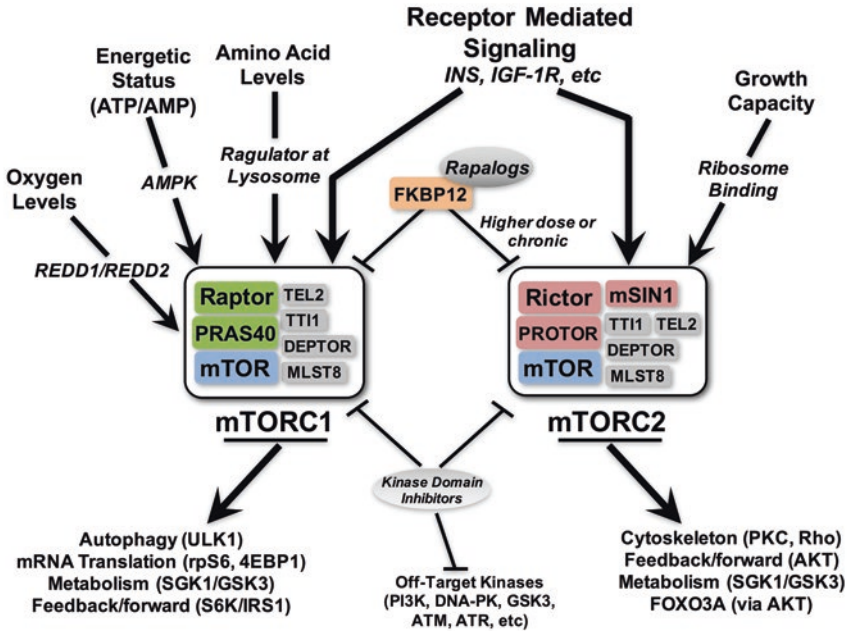 Receptor Mediated
Signaling
INS, IGF-1R, etc
Energetic
Status
(ATP/AMP)
Amino Acid
Levels
Growth
Capacity
Oxygen
Levels
AMPK
Ragulator at
Lysosome
Rapalogs
FKBP12
Ribosome
Binding
Higher dose or
chronic
REDD1/REDD2
Raptor
TEL2
PRAS40
TTI1
DEPTOR
mTOR
MLST8
mTORC1
Rictor
mSIN1
PROTOR
TTI1
TEL2
DEPTOR
mTOR
MLST8
mTORC2
Kinase Domain
Inhibitors
Autophagy (ULK1)
mRNA Translation (rpS6, 4EBP1)
Metabolism (SGK1/GSK3)
Feedback/forward (S6K/IRS1)
Off-Target Kinases
(PI3K, DNA-PK, GSK3,
ATM, ATR, etc)
Cytoskeleton (PKC, Rho)
Feedback/forward (AKT)
Metabolism (SGK1/GSK3)
FOXO3A (via AKT)